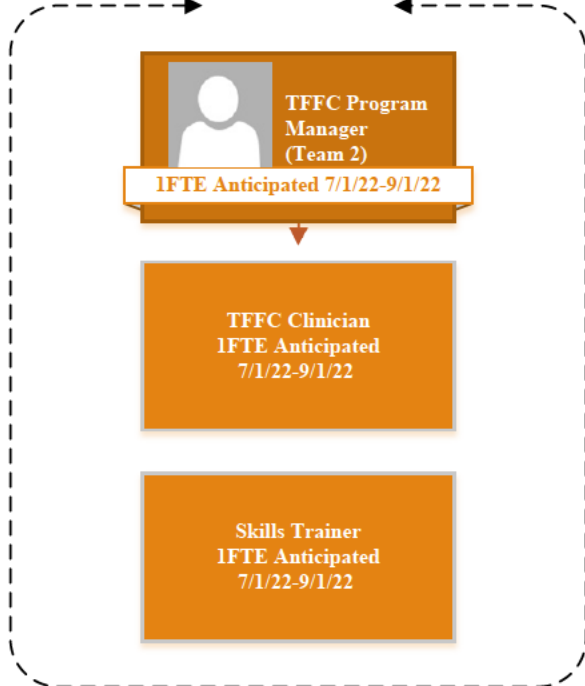 TFFC Program
Manager
(Team 2)
1FTE Anticipated 7/1/22-9/1/22
TFFC Clinician
1FTE Anticipated
7/1/22-9/1/22
Skills Trainer
1FTE Anticipated
7/1/22-9/1/22